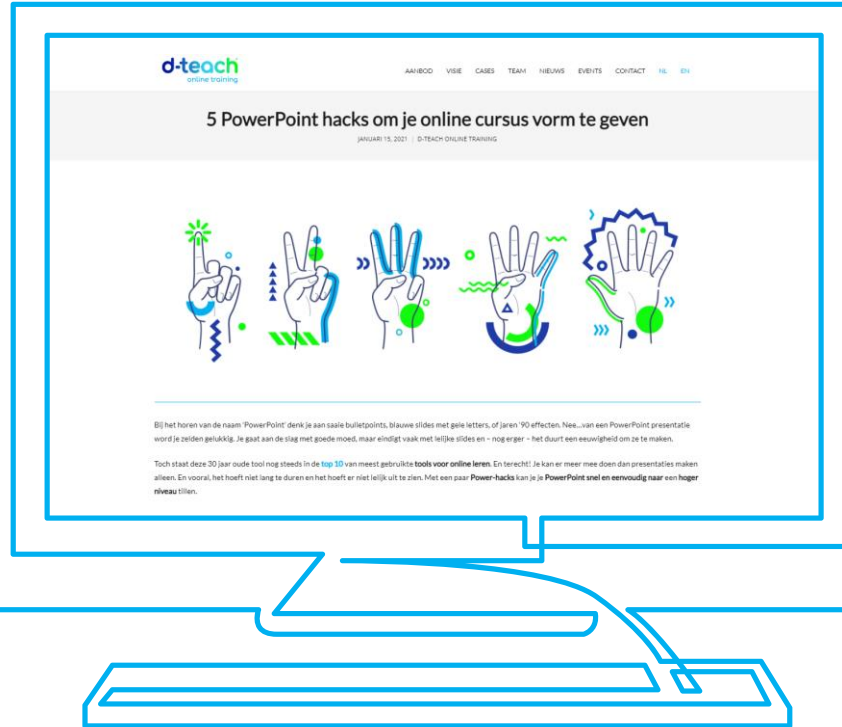 d-teach
online training
AANBOD VISIE CASES TEAM NIEUWS EVENTS CONTACT NL EN
5 PowerPoint hacks om je online cursus vorm te geven
JANUARI 15, 2021 | D-TEACH ONLINE TRAINING
Bij het horen van de naam 'PowerPoint' denk je aan saaie bulletpoints, blauwe slides met gele letters, of jaren '90 effecten. Nee...van een PowerPoint presentatie
word je zelden gelukkig. Je gaat aan de slag met goede moed, maar eindigt vaak met lelijke slides en – nog erger – het duurt een eeuwigheid om ze te maken.
Toch staat deze 30 jaar oude tool nog steeds in de top 10 van meest gebruikte tools voor online leren. En terecht! Je kan er meer mee doen dan presentaties maken
alleen. En vooral, het hoeft niet lang te duren en het hoeft er niet lelijk uit te zien. Met een paar Power-hacks kan je je PowerPoint snel en eenvoudig naar een hoger
niveau tillen.